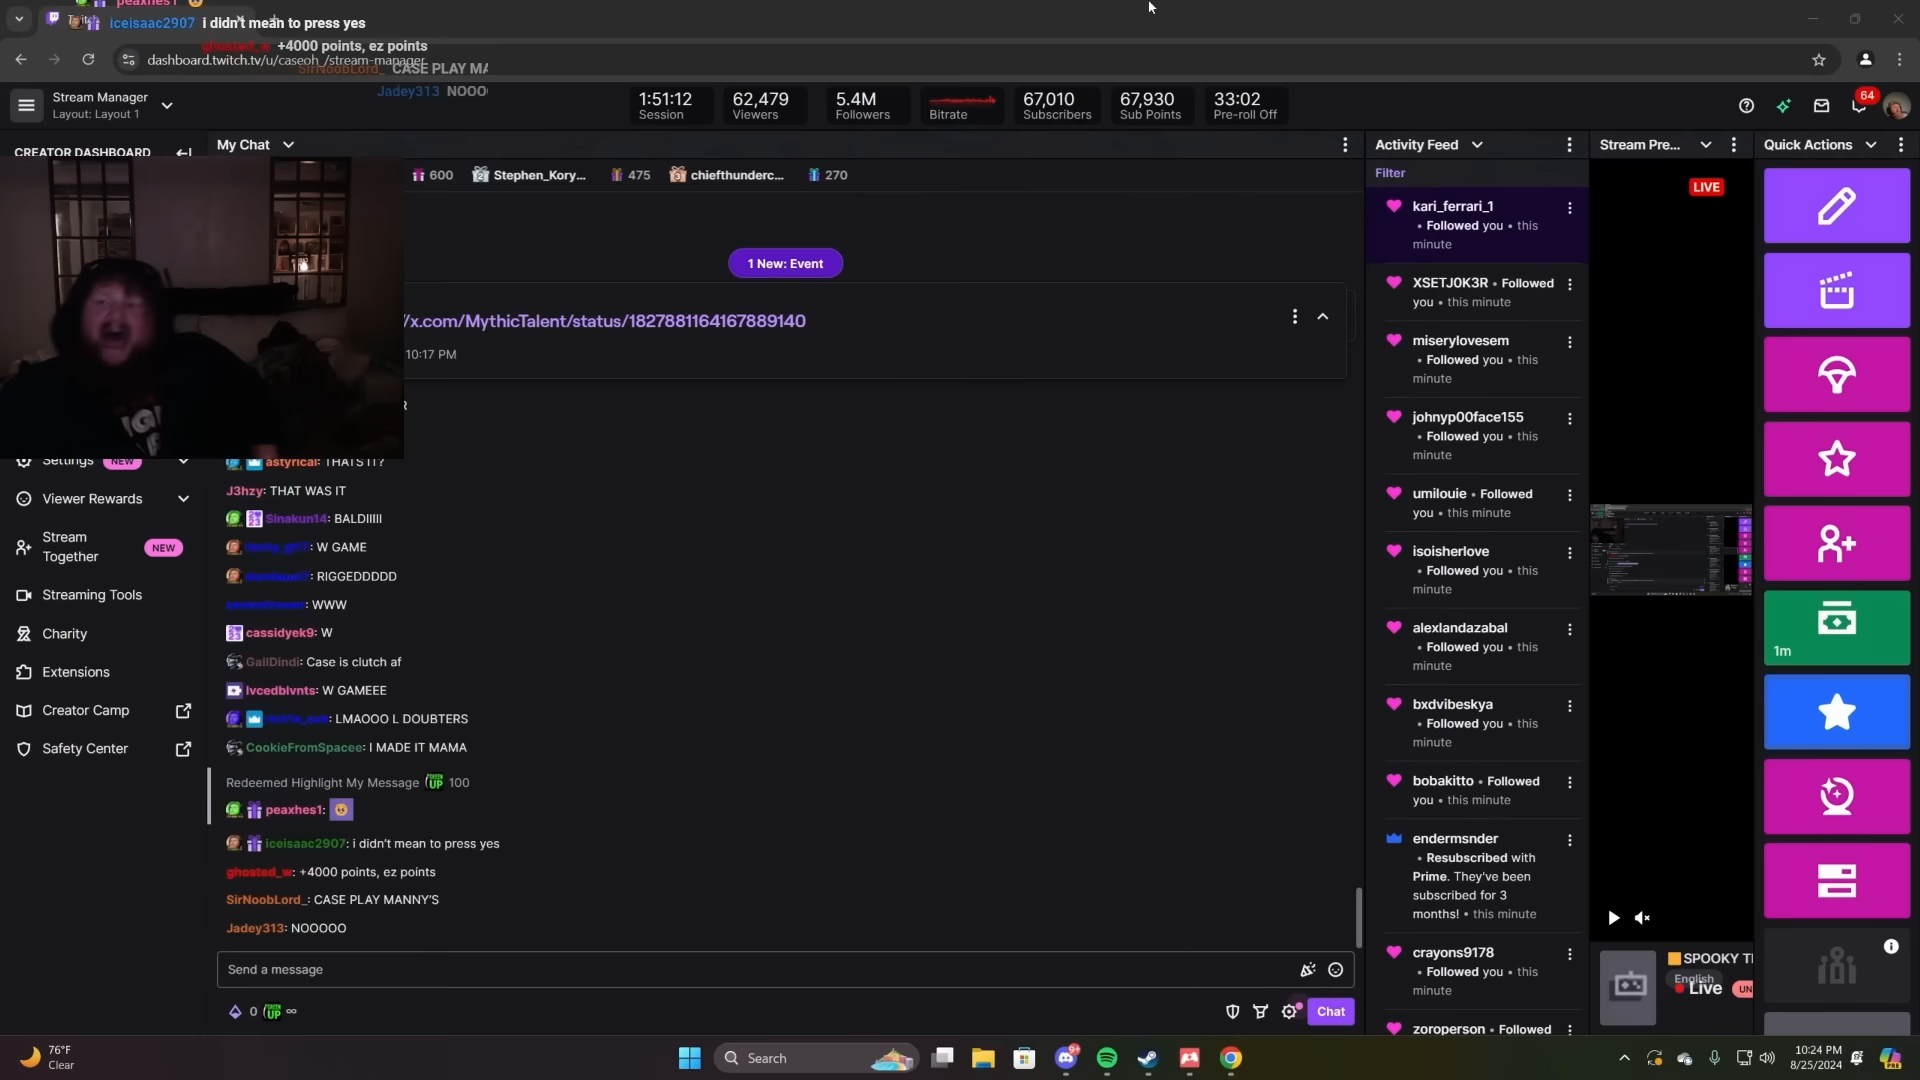 peaxhes1
iceisaac2907 i didn't mean to press yes
ghosted_w +4000 points, ez points
dashboard.twitch.tv/u/caseoh_/stream-manager
SirNoobLord_ CASE PLAY MA
Jadey313 NOOO
Stream Manager
Layout: Layout 1
1:51:12
Session
62,479
Viewers
5.4M
Followers
Bitrate
67,010
Subscribers
67,930
Sub Points
33:02
Pre-roll Off
64
CREATOR DASHBOARD
Settings NEW
Viewer Rewards
Stream Together NEW
Streaming Tools
Charity
Extensions
Creator Camp
Safety Center
My Chat
600 Stephen_Kory... 475 chiefthunderc... 270
1 New: Event
/x.com/MythicTalent/status/1827881164167889140
10:17 PM
astyrical: THATS IT?
J3hzy: THAT WAS IT
Sinakun14: BALDIIIII
: W GAME
: RIGGEDDDDD
: WWW
cassidyek9: W
GallDindi: Case is clutch af
lvcedblvnts: W GAMEEE
: LMAOOO L DOUBTERS
CookieFromSpacee: I MADE IT MAMA
Redeemed Highlight My Message 100
peaxhes1:
iceisaac2907: i didn't mean to press yes
ghosted_w: +4000 points, ez points
SirNoobLord_: CASE PLAY MANNY'S
Jadey313: NOOOOO
Send a message
0 ∞
Chat
Activity Feed
Filter
kari_ferrari_1
• Followed you • this
minute
XSETJ0K3R • Followed
you • this minute
miserylovesem
• Followed you • this
minute
johnyp00face155
• Followed you • this
minute
umilouie • Followed
you • this minute
isoisherlove
• Followed you • this
minute
alexlandazabal
• Followed you • this
minute
bxdvibeskya
• Followed you • this
minute
bobakitto • Followed
you • this minute
endermsnder
• Resubscribed with
Prime. They've been
subscribed for 3
months! • this minute
crayons9178
• Followed you • this
minute
zoroperson • Followed
Stream Pre...
LIVE
SPOOKY TI
English
Live UN
Quick Actions
1m
76°F
Clear
Search
9+
10:24 PM
8/25/2024
PRE